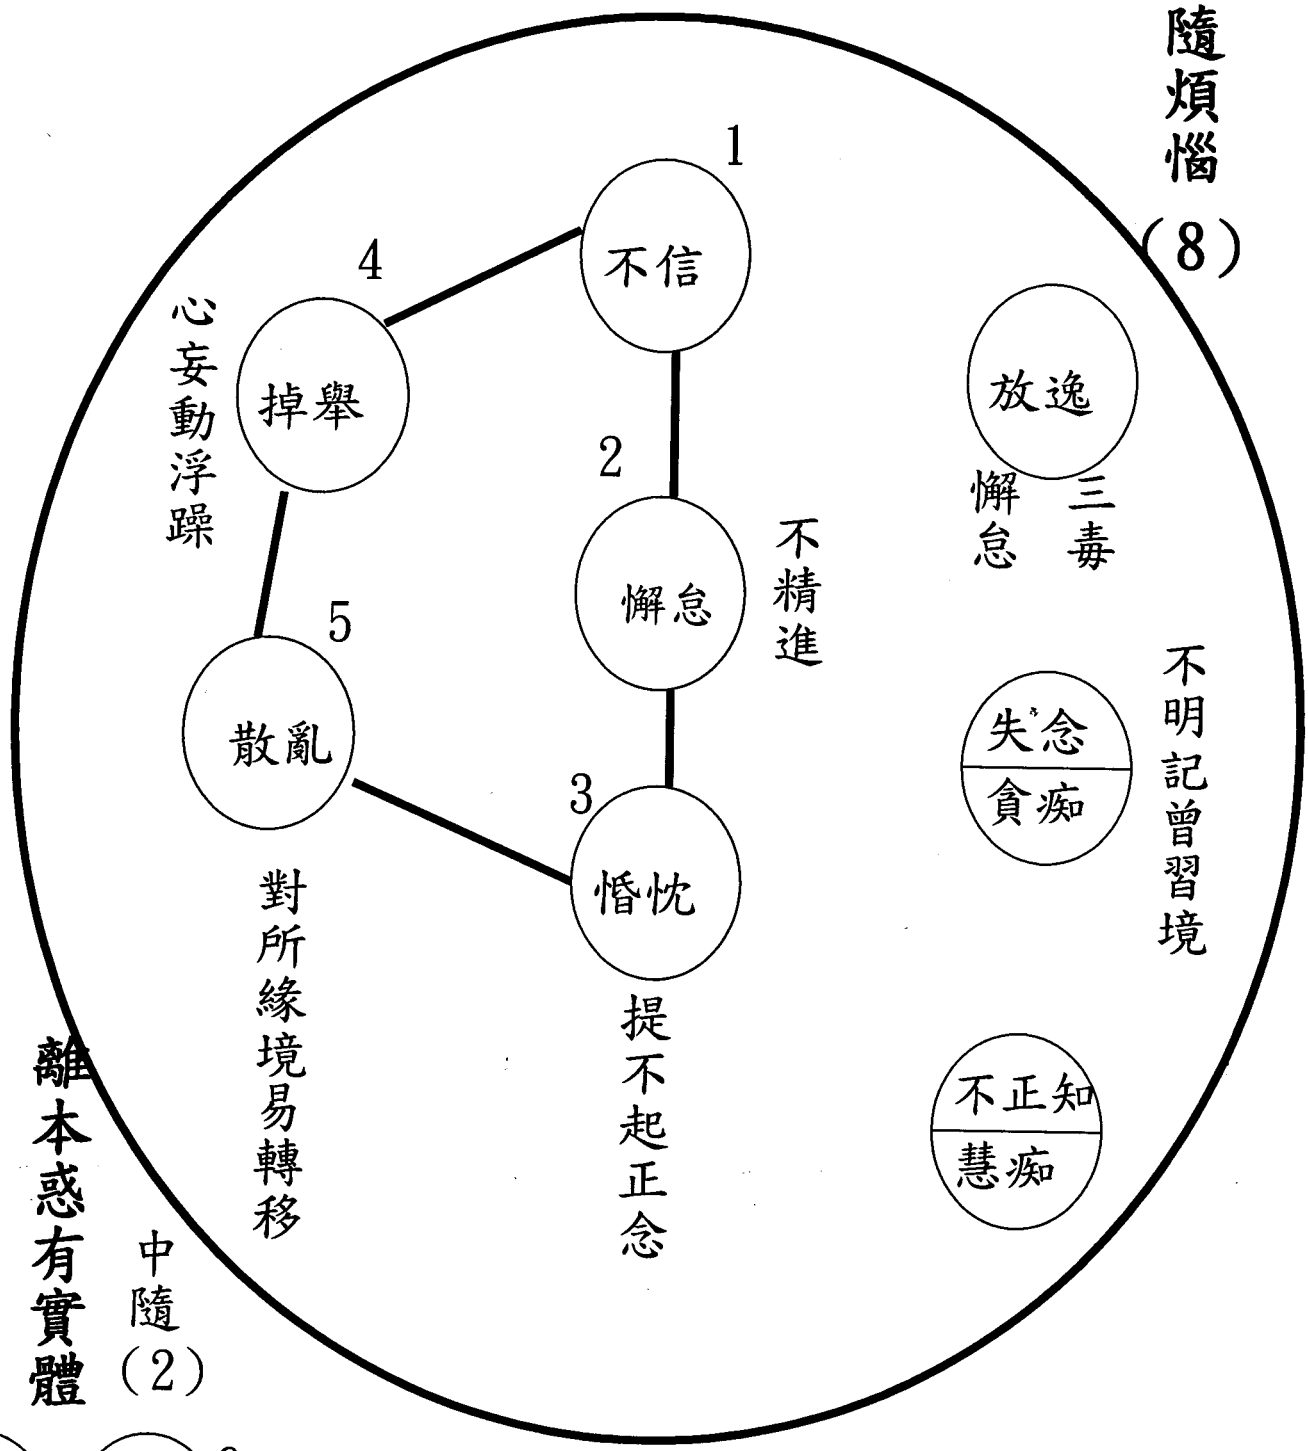 隨煩惱
(8)
1
不信
4
掉舉
心妄動浮躁
2
懈怠
不精進
放逸
三毒
懈怠
5
散亂
對所緣境易轉移
3
惛忱
提不起正念
失念
貪痴
不明記曾習境
不正知
慧痴
離本惑有實體
中隨
(2)